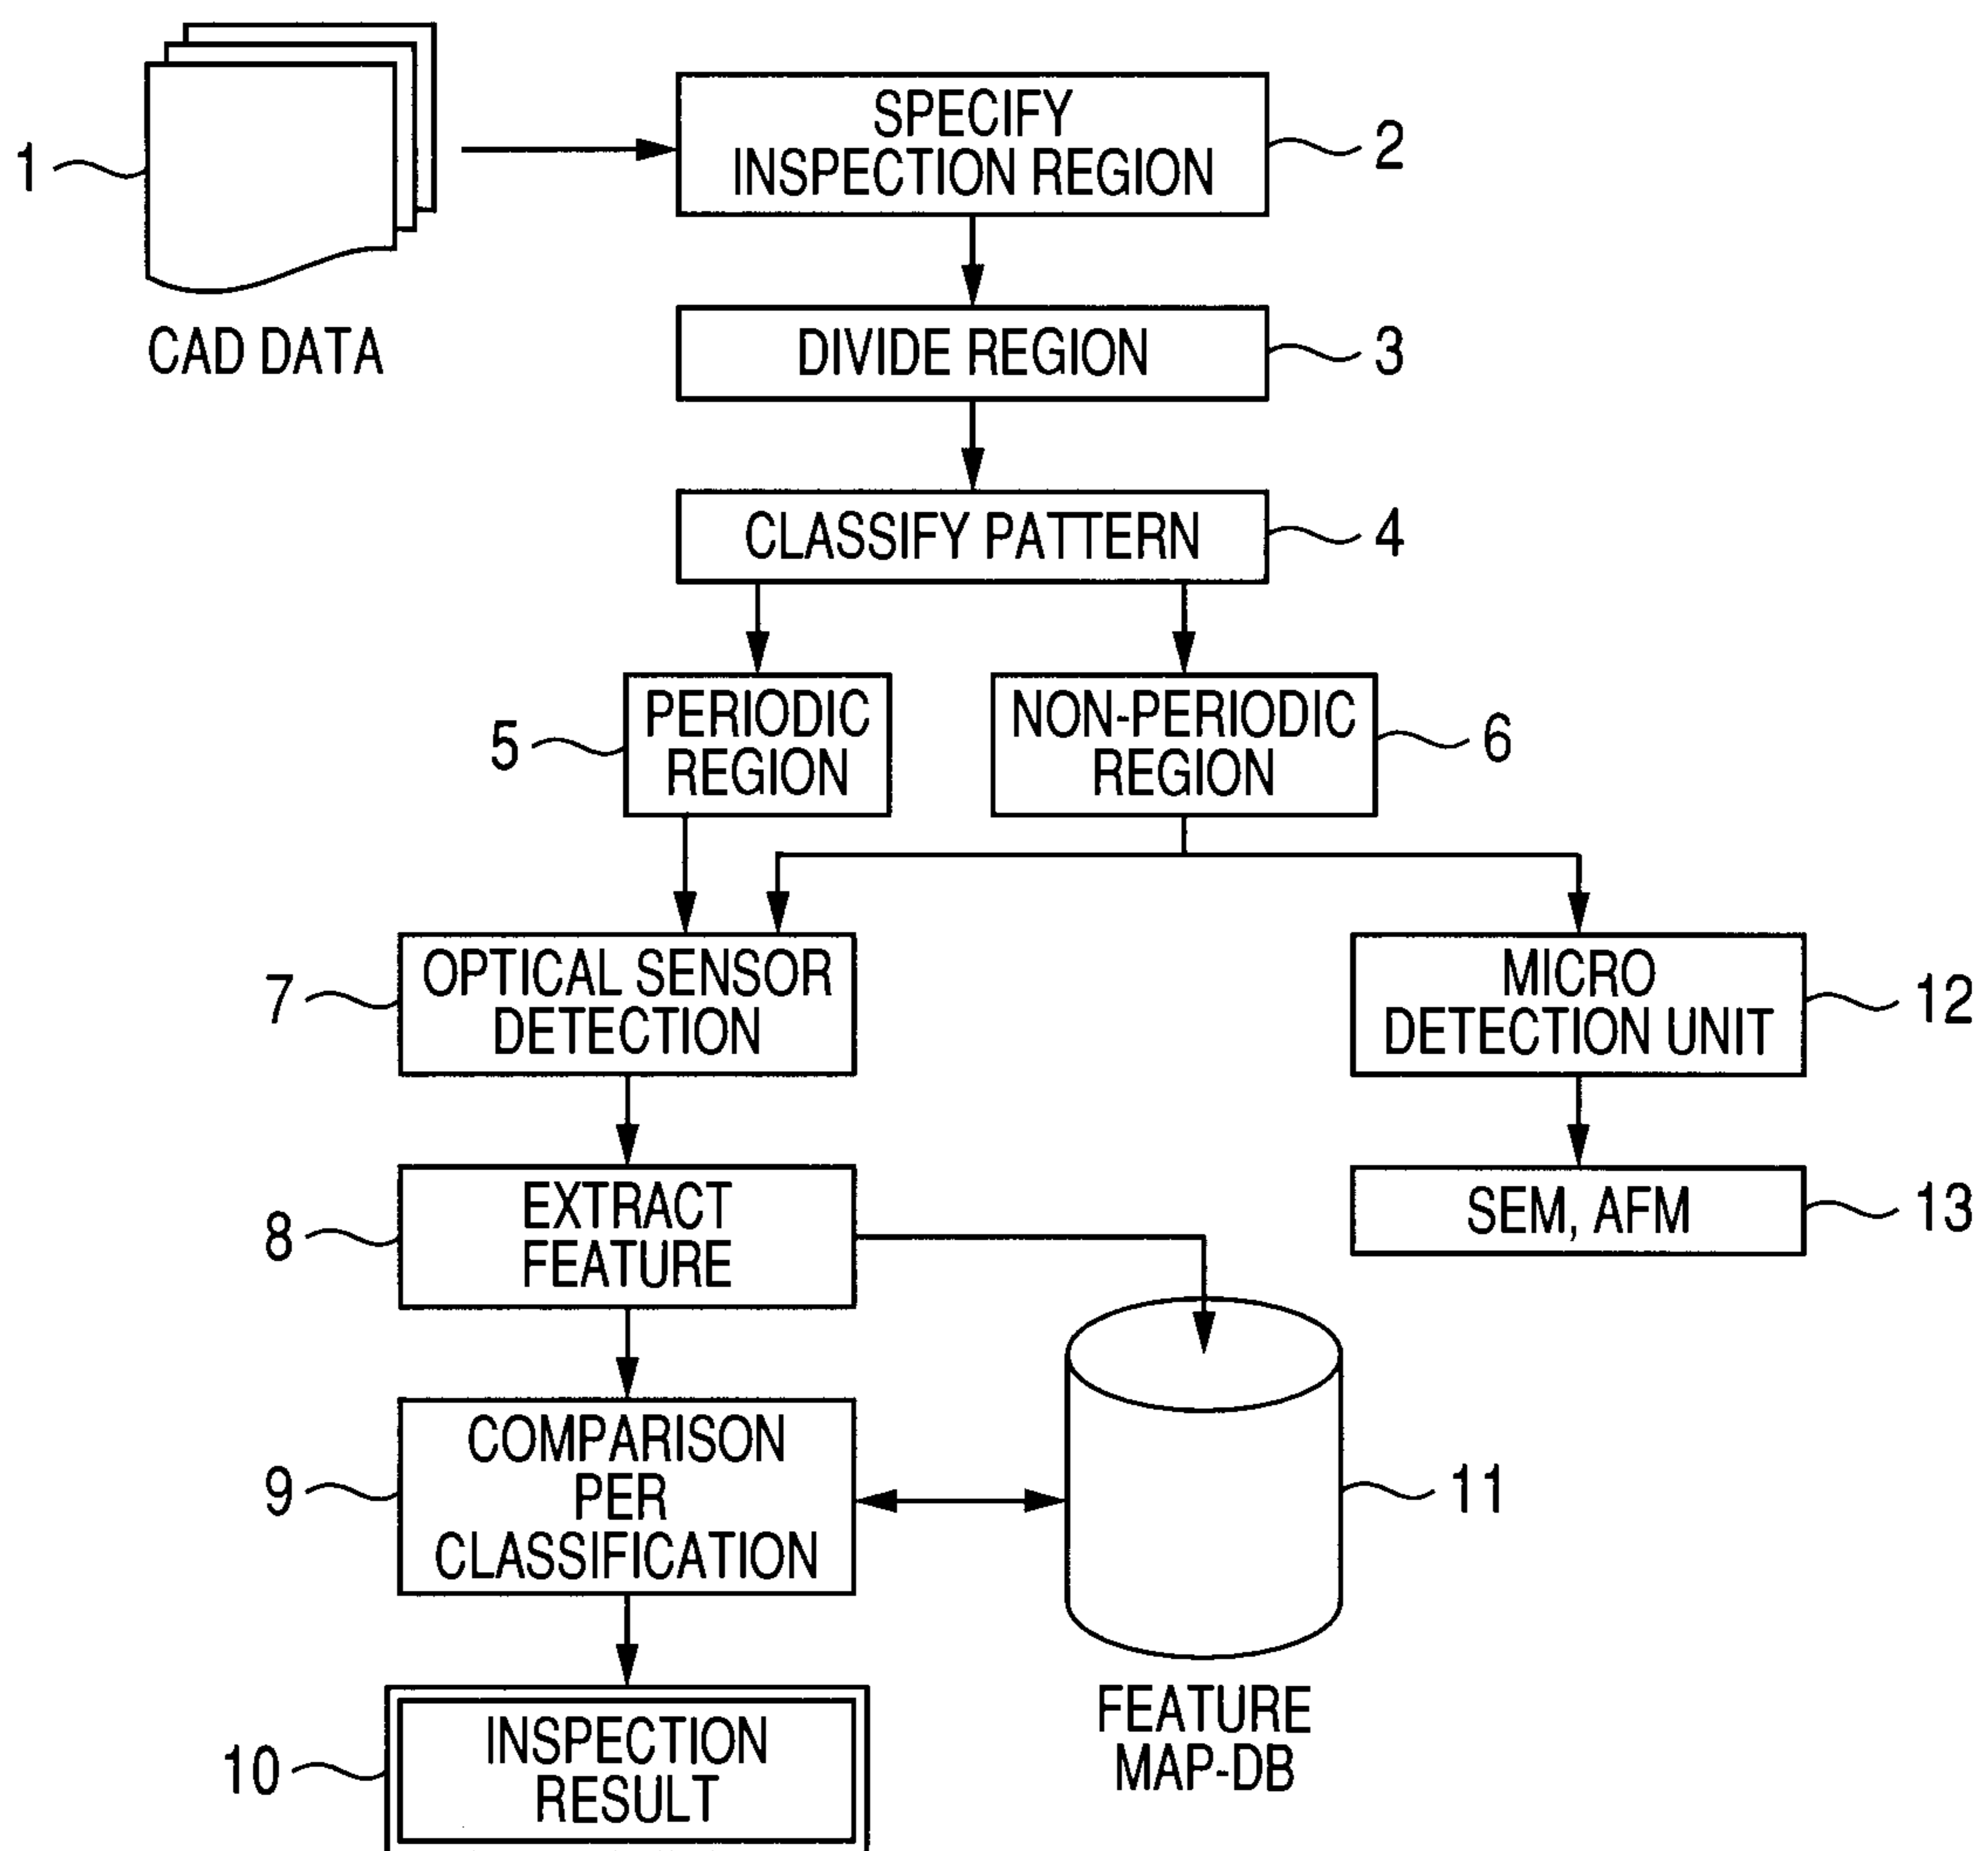 1
CAD DATA
SPECIFY
INSPECTION REGION
2
DIVIDE REGION
3
CLASSIFY PATTERN
4
5
PERIODIC
REGION
NON-PERIODIC
REGION
6
7
OPTICAL SENSOR
DETECTION
MICRO
DETECTION UNIT
12
8
EXTRACT
FEATURE
SEM, AFM
13
9
COMPARISON
PER
CLASSIFICATION
11
FEATURE
MAP-DB
10
INSPECTION
RESULT